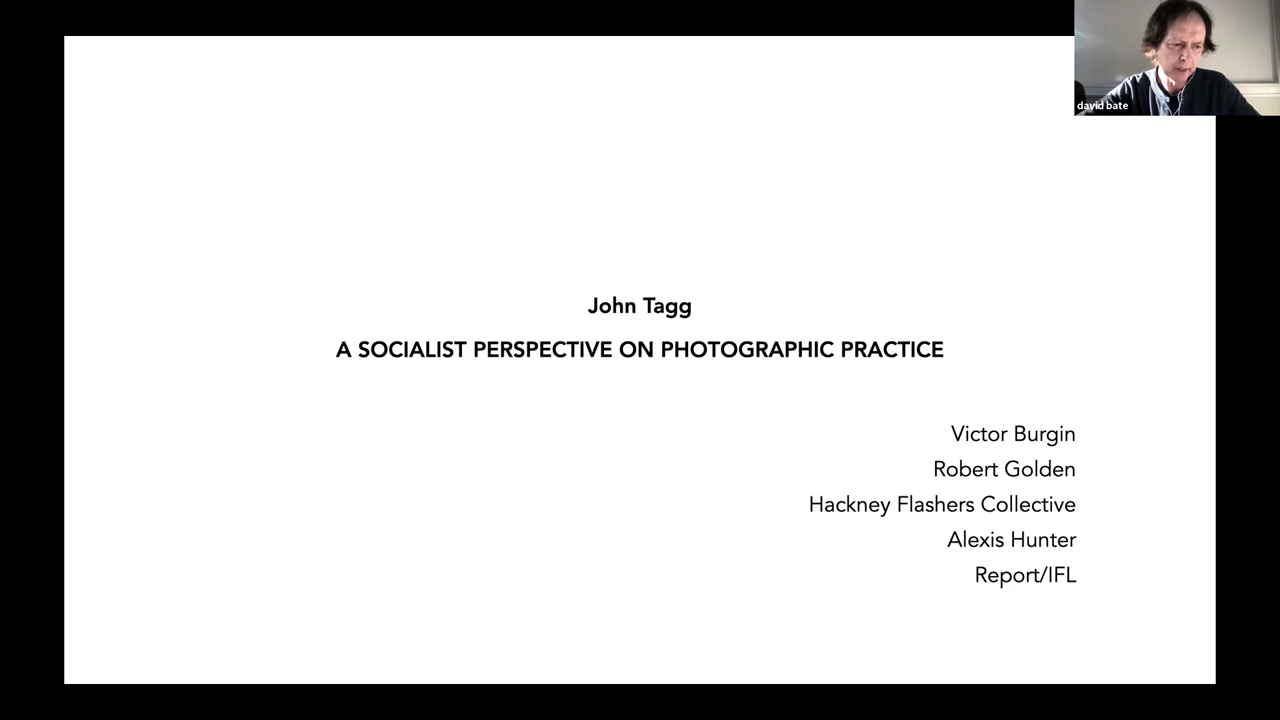 david bate
John Tagg
A SOCIALIST PERSPECTIVE ON PHOTOGRAPHIC PRACTICE
Victor Burgin
Robert Golden
Hackney Flashers Collective
Alexis Hunter
Report/IFL